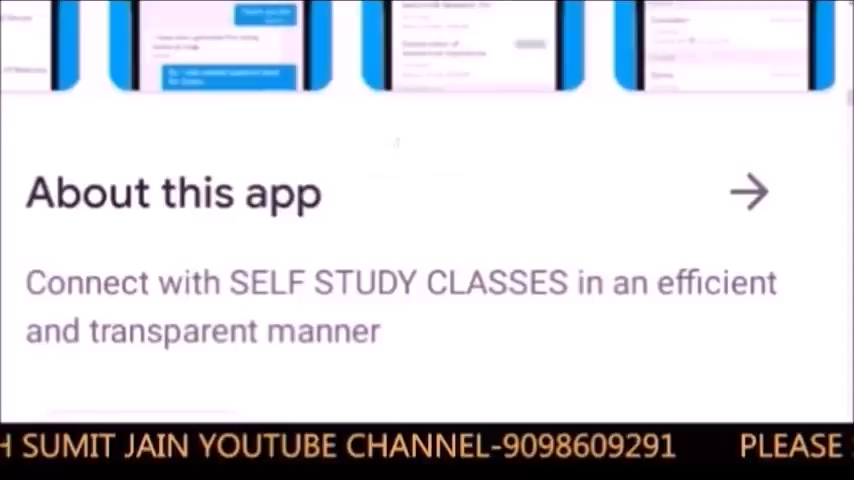 About this app
Connect with SELF STUDY CLASSES in an efficient
and transparent manner
SUMIT JAIN YOUTUBE CHANNEL-9098609291 PLEASE